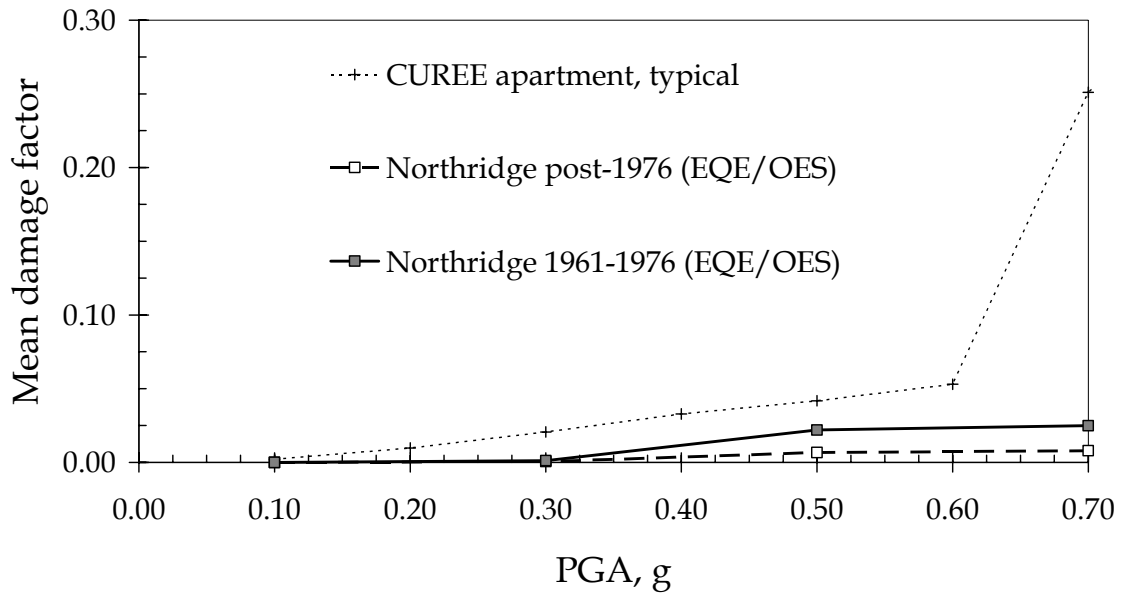 0.30
0.20
0.10
0.00
Mean damage factor
CUREE apartment, typical
Northridge post-1976 (EQE/OES)
Northridge 1961-1976 (EQE/OES)
0.00 0.10 0.20 0.30 0.40 0.50 0.60 0.70
PGA, g